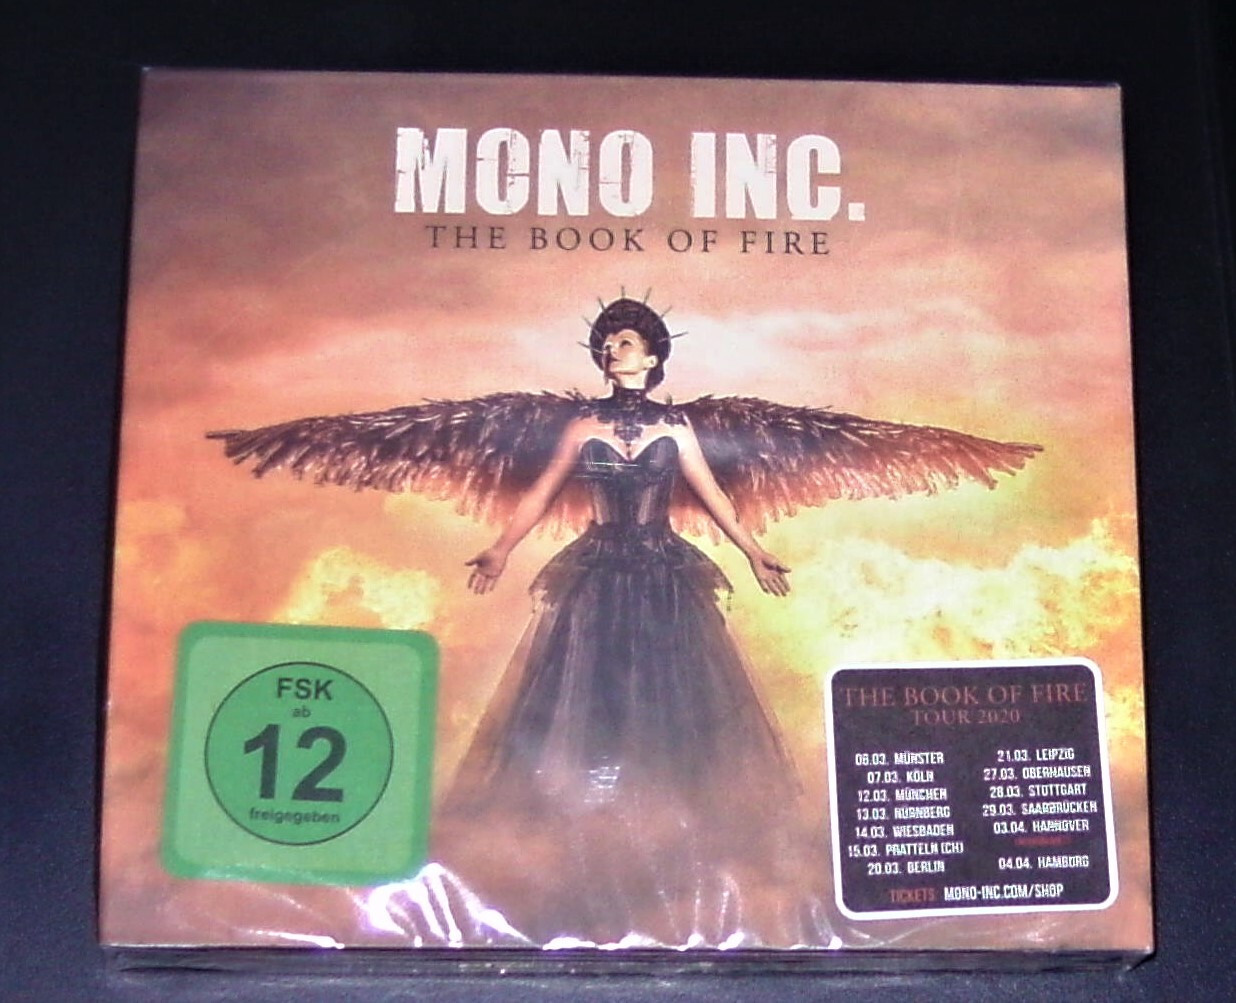 MONO INC.
THE BOOK OF FIRE
FSK
ab
12
freigegeben
THE BOOK OF FIRE
TOUR 2020
06.03. MÜNSTER
07.03. KÖLN
12.03. MÜNCHEN
13.03. NÜRNBERG
14.03. WIESBADEN
15.03. PRATTELN (CH)
20.03. BERLIN
21.03. LEIPZIG
27.03. OBERHAUSEN
28.03. STUTTGART
29.03. SAARBRÜCKEN
03.04. HANNOVER
04.04. HAMBURG
TICKETS: MONO-INC.COM/SHOP